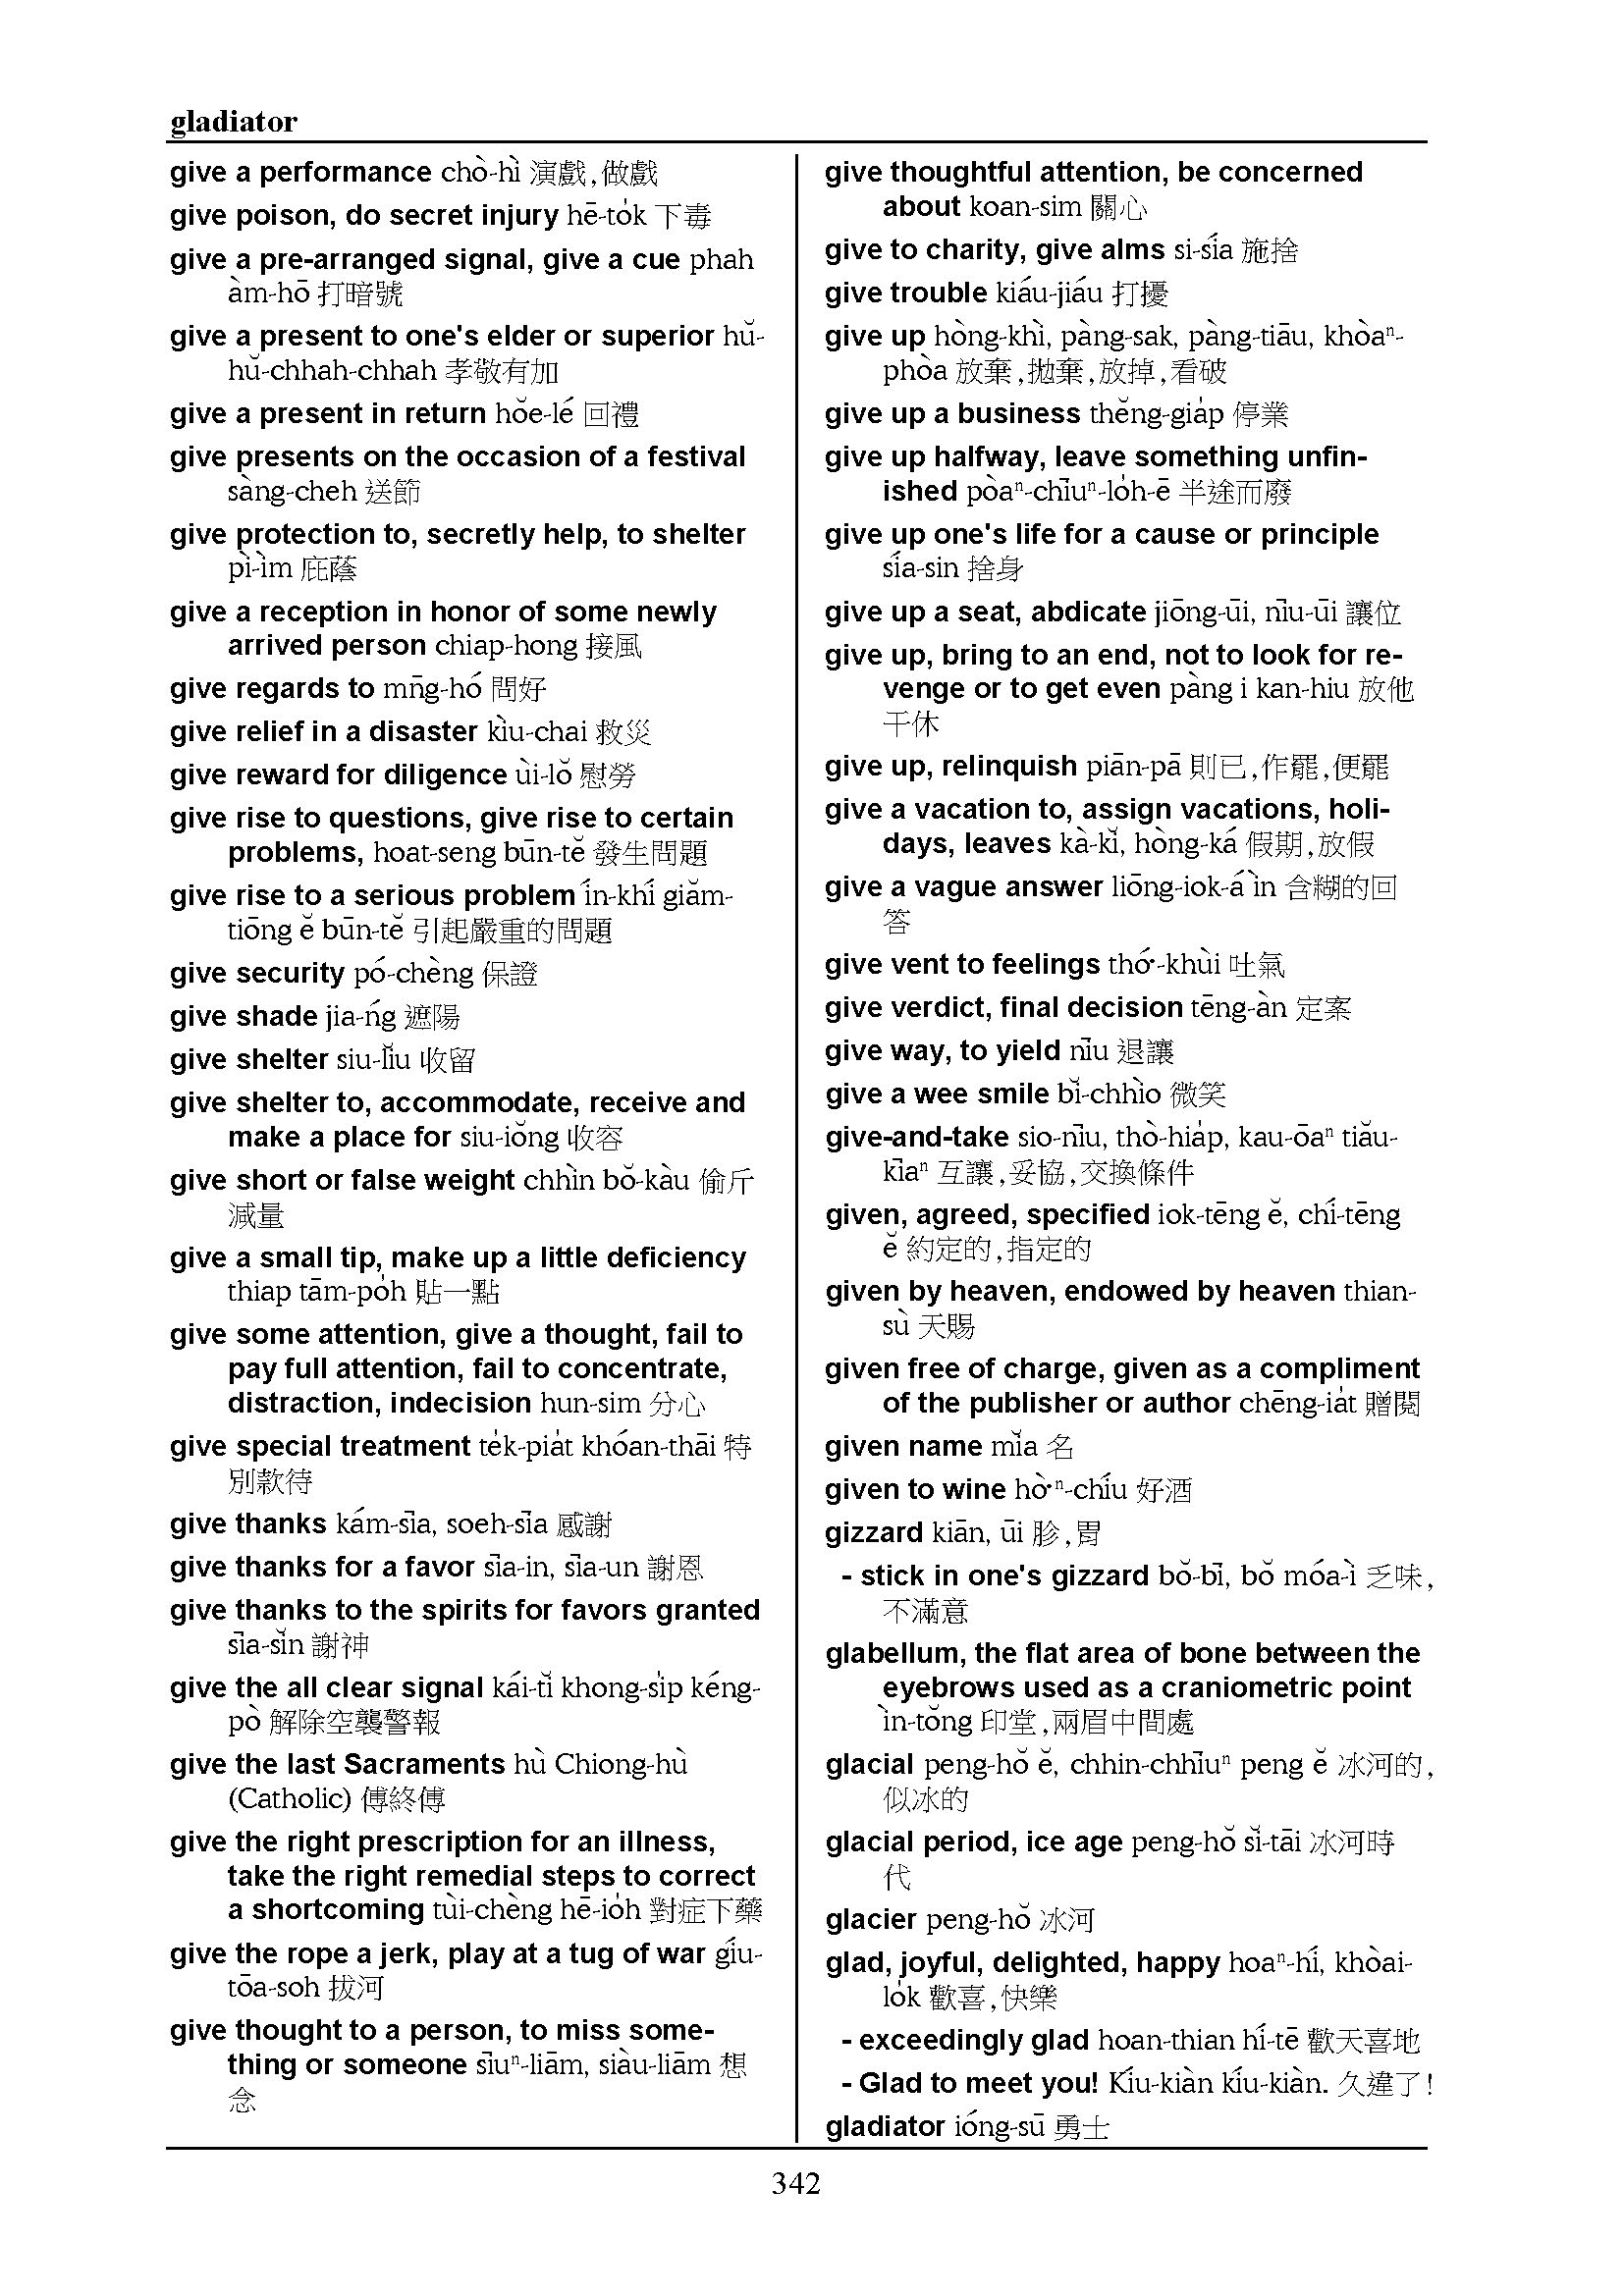 gladiator
give a performance chò-hì 演戲,做戲
give poison, do secret injury hē-to̍k 下毒
give a pre-arranged signal, give a cue phah
àm-hō 打暗號
give a present to one's elder or superior hŭ-
hŭ-chhah-chhah 孝敬有加
give a present in return hŏe-lé 回禮
give presents on the occasion of a festival
sàng-cheh 送節
give protection to, secretly help, to shelter
pì-ìm 庇蔭
give a reception in honor of some newly
arrived person chiap-hong 接風
give regards to mn̄g-hó 問好
give relief in a disaster kìu-chai 救災
give reward for diligence ùi-lŏ 慰勞
give rise to questions, give rise to certain
problems, hoat-seng būn-tĕ 發生問題
give rise to a serious problem ín-khí giăm-
tiōng ĕ būn-tĕ 引起嚴重的問題
give security pó-chèng 保證
give shade jia-ńg 遮陽
give shelter siu-lĭu 收留
give shelter to, accommodate, receive and
make a place for siu-iŏng 收容
give short or false weight chhìn bŏ-kàu 偷斤
減量
give a small tip, make up a little deficiency
thiap tām-po̍h 貼一點
give some attention, give a thought, fail to
pay full attention, fail to concentrate,
distraction, indecision hun-sim 分心
give special treatment te̍k-pia̍t khóan-thāi 特
別款待
give thanks kám-sīa, soeh-sīa 感謝
give thanks for a favor sīa-in, sīa-un 謝恩
give thanks to the spirits for favors granted
sīa-sĭn 謝神
give the all clear signal kái-tĭ khong-si̍p kéng-
pò 解除空襲警報
give the last Sacraments hù Chiong-hù
(Catholic) 傅終傅
give the right prescription for an illness,
take the right remedial steps to correct
a shortcoming tùi-chèng hē-io̍h 對症下藥
give the rope a jerk, play at a tug of war gíu-
tōa-soh 拔河
give thought to a person, to miss some-
thing or someone sīuⁿ-liām, siàu-liām 想
念
give thoughtful attention, be concerned
about koan-sim 關心
give to charity, give alms si-sía 施捨
give trouble kiáu-jiáu 打擾
give up hòng-khì, pàng-sak, pàng-tiāu, khòaⁿ-
phòa 放棄,拋棄,放掉,看破
give up a business thĕng-gia̍p 停業
give up halfway, leave something unfin-
ished pòaⁿ-chīuⁿ-lo̍h-ē 半途而廢
give up one's life for a cause or principle
sía-sin 捨身
give up a seat, abdicate jiōng-ūi, nīu-ūi 讓位
give up, bring to an end, not to look for re-
venge or to get even pàng i kan-hiu 放他
干休
give up, relinquish piān-pā 則已,作罷,便罷
give a vacation to, assign vacations, holi-
days, leaves kà-kĭ, hòng-ká 假期,放假
give a vague answer liōng-iok-á ìn 含糊的回
答
give vent to feelings thó͘-khùi 吐氣
give verdict, final decision tēng-àn 定案
give way, to yield nīu 退讓
give a wee smile bĭ-chhìo 微笑
give-and-take sio-nīu, thò-hia̍p, kau-ōaⁿ tiău-
kīaⁿ 互讓,妥協,交換條件
given, agreed, specified iok-tēng ĕ, chí-tēng
ĕ 約定的,指定的
given by heaven, endowed by heaven thian-
sù 天賜
given free of charge, given as a compliment
of the publisher or author chēng-ia̍t 贈閱
given name mĭa 名
given to wine hò͘ⁿ-chíu 好酒
gizzard kiān, ūi 胗,胃
- stick in one's gizzard bŏ-bī, bŏ móa-ì 乏味,
不滿意
glabellum, the flat area of bone between the
eyebrows used as a craniometric point
ìn-tŏng 印堂,兩眉中間處
glacial peng-hŏ ĕ, chhin-chhīuⁿ peng ĕ 冰河的,
似冰的
glacial period, ice age peng-hŏ sĭ-tāi 冰河時
代
glacier peng-hŏ 冰河
glad, joyful, delighted, happy hoaⁿ-hí, khòai-
lo̍k 歡喜,快樂
- exceedingly glad hoan-thian hí-tē 歡天喜地
- Glad to meet you! Kíu-kiàn kíu-kiàn. 久違了!
gladiator ióng-sū 勇士
342